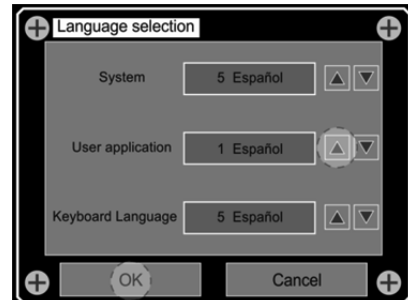 Language selection
System 5 Español
User application 1 Español
Keyboard Language 5 Español
OK Cancel